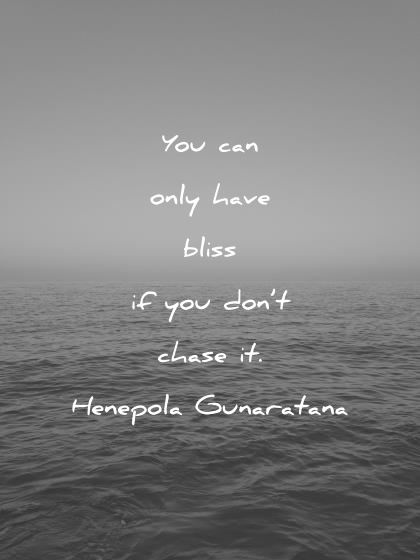 You can
only have
bliss
if you don't
chase it.
Henepola Gunaratana